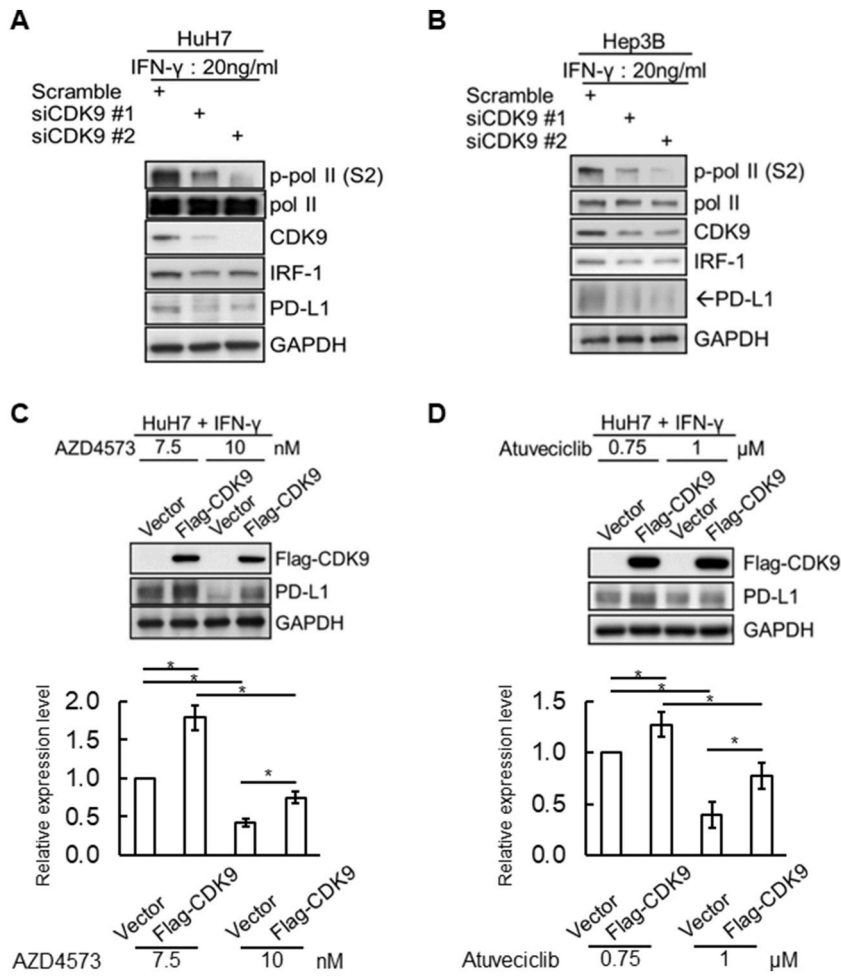 A
HuH7
IFN-γ : 20ng/ml
Scramble +
siCDK9 #1 +
siCDK9 #2 +
p-pol II (S2)
pol II
CDK9
IRF-1
PD-L1
GAPDH
B
Hep3B
IFN-γ : 20ng/ml
Scramble +
siCDK9 #1 +
siCDK9 #2 +
p-pol II (S2)
pol II
CDK9
IRF-1
←PD-L1
GAPDH
C
HuH7 + IFN-γ
AZD4573 7.5 10 nM
Vector Flag-CDK9 Vector Flag-CDK9
Flag-CDK9
PD-L1
GAPDH
Relative expression level
2.0
1.5
1.0
0.5
0.0
*
*
*
*
Vector Flag-CDK9 Vector Flag-CDK9
AZD4573 7.5 10 nM
D
HuH7 + IFN-γ
Atuveciclib 0.75 1 μM
Vector Flag-CDK9 Vector Flag-CDK9
Flag-CDK9
PD-L1
GAPDH
Relative expression level
1.5
1.0
0.5
0.0
*
*
*
*
Vector Flag-CDK9 Vector Flag-CDK9
Atuveciclib 0.75 1 μM